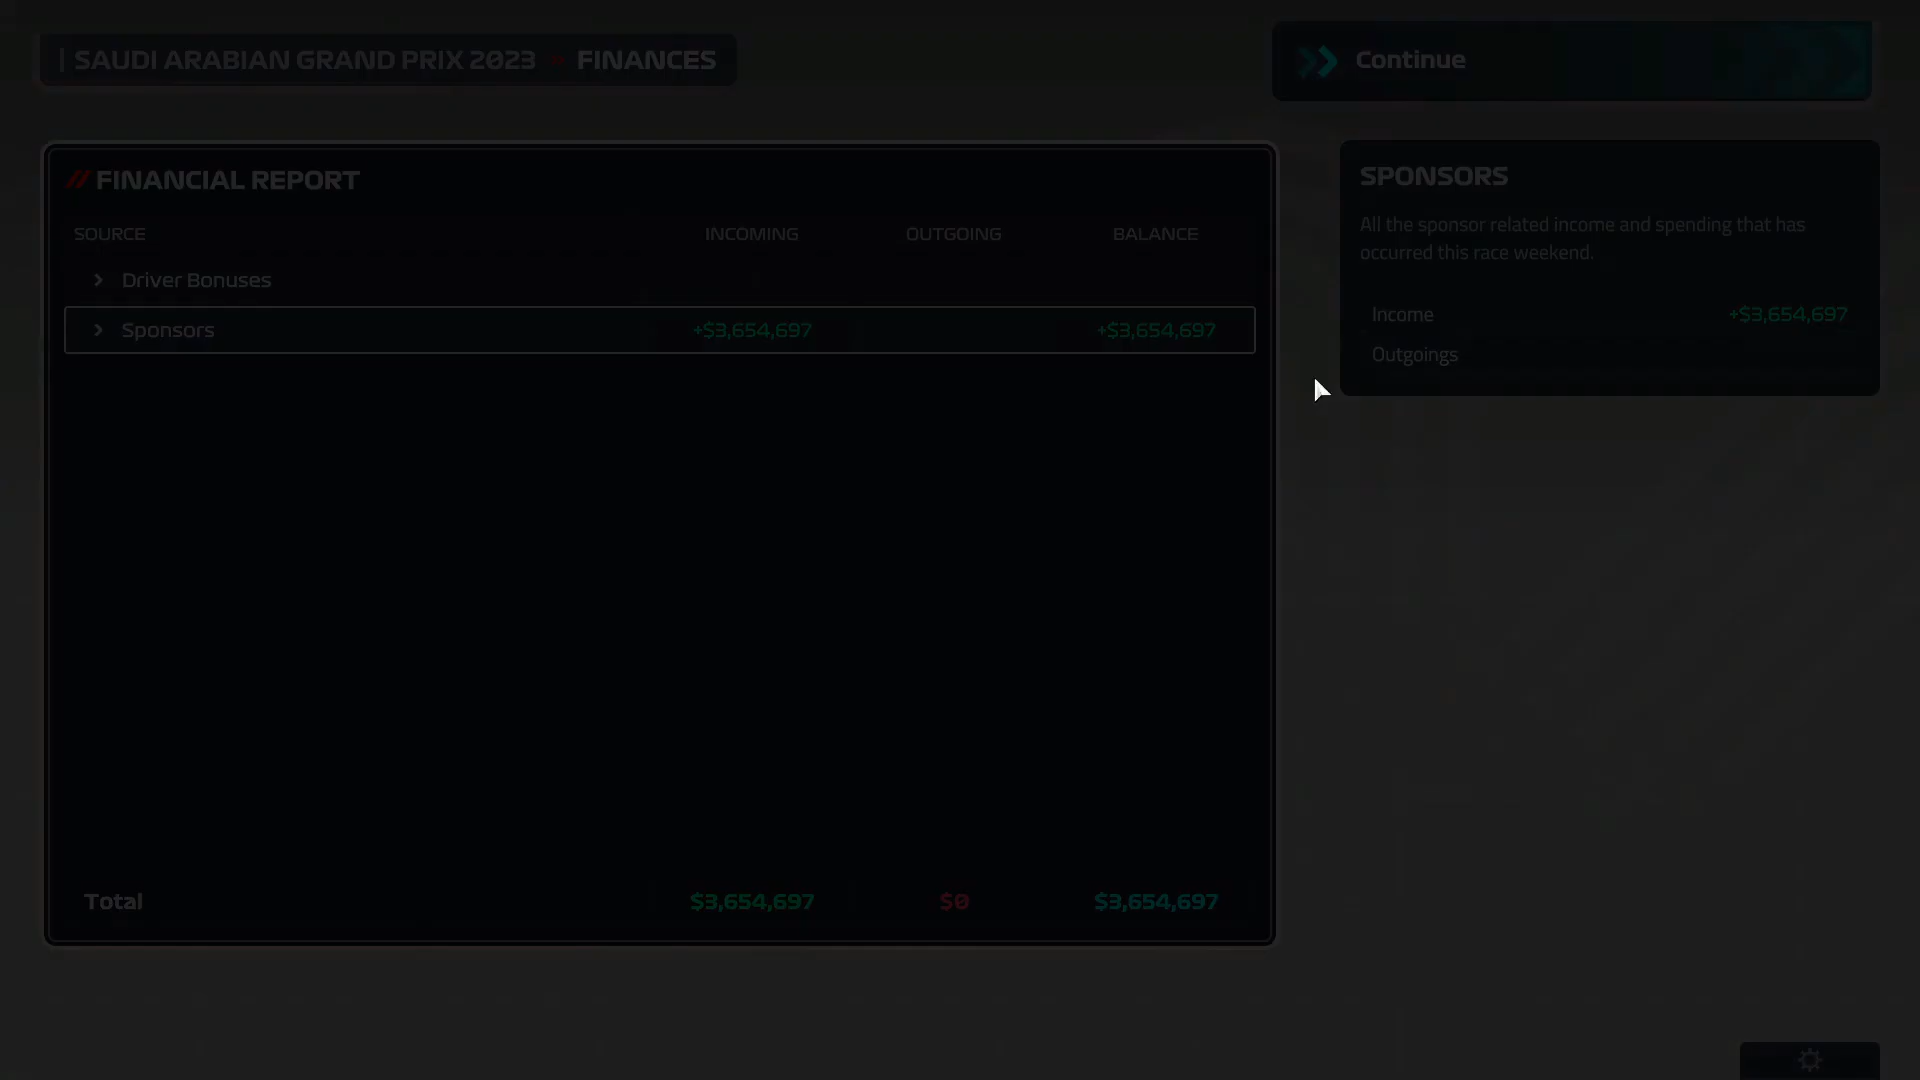 SAUDI ARABIAN GRAND PRIX 2023 FINANCES
Continue
FINANCIAL REPORT
SOURCE INCOMING OUTGOING BALANCE
Driver Bonuses
Sponsors +$3,654,697 +$3,654,697
Total $3,654,697 $0 $3,654,697
SPONSORS
All the sponsor related income and spending that has
occurred this race weekend.
Income +$3,654,697
Outgoings